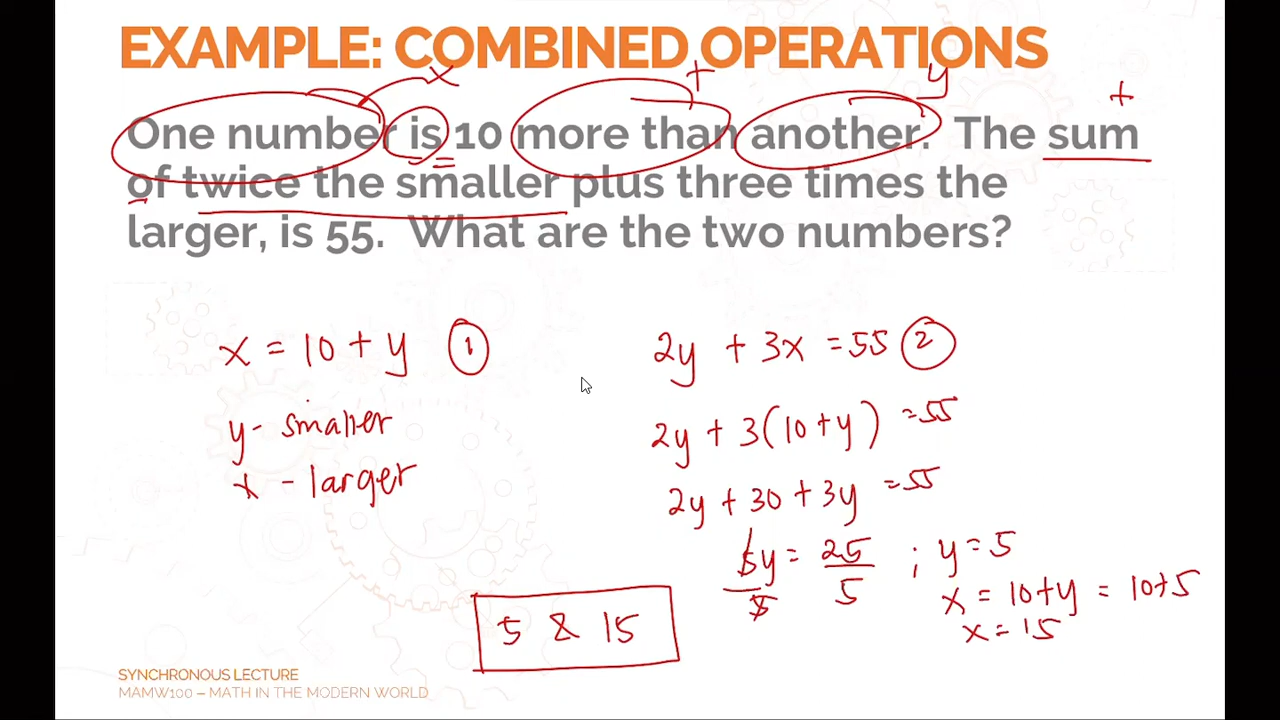 EXAMPLE: COMBINED OPERATIONS
x + y +
One number is 10 more than another. The sum
=
of twice the smaller plus three times the
larger, is 55. What are the two numbers?
x = 10 + y ① 2y + 3x = 55 ②
y - smaller 2y + 3(10+y) = 55
x - larger 2y + 30 + 3y = 55
5y = 25 ; y = 5
5 5 x = 10+y = 10+5
5 & 15 x = 15
SYNCHRONOUS LECTURE
MAMW100 – MATH IN THE MODERN WORLD